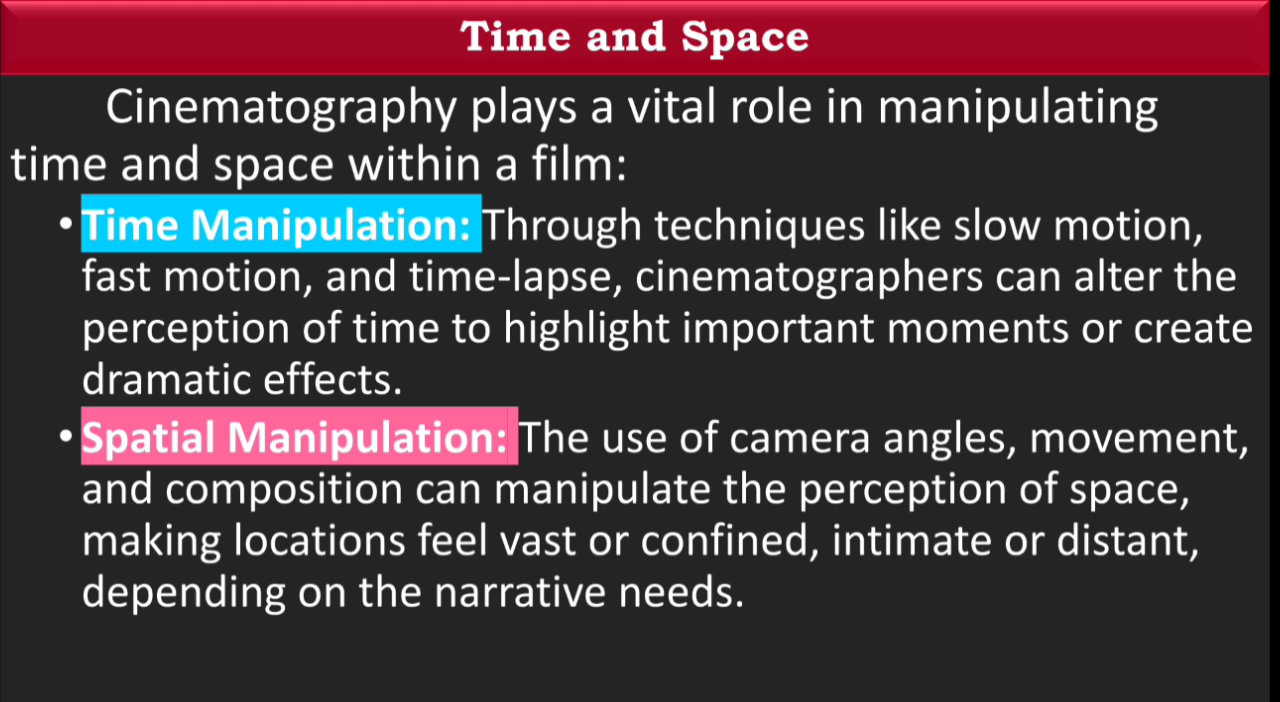 Time and Space
Cinematography plays a vital role in manipulating
time and space within a film:
• Time Manipulation: Through techniques like slow motion,
fast motion, and time-lapse, cinematographers can alter the
perception of time to highlight important moments or create
dramatic effects.
• Spatial Manipulation: The use of camera angles, movement,
and composition can manipulate the perception of space,
making locations feel vast or confined, intimate or distant,
depending on the narrative needs.